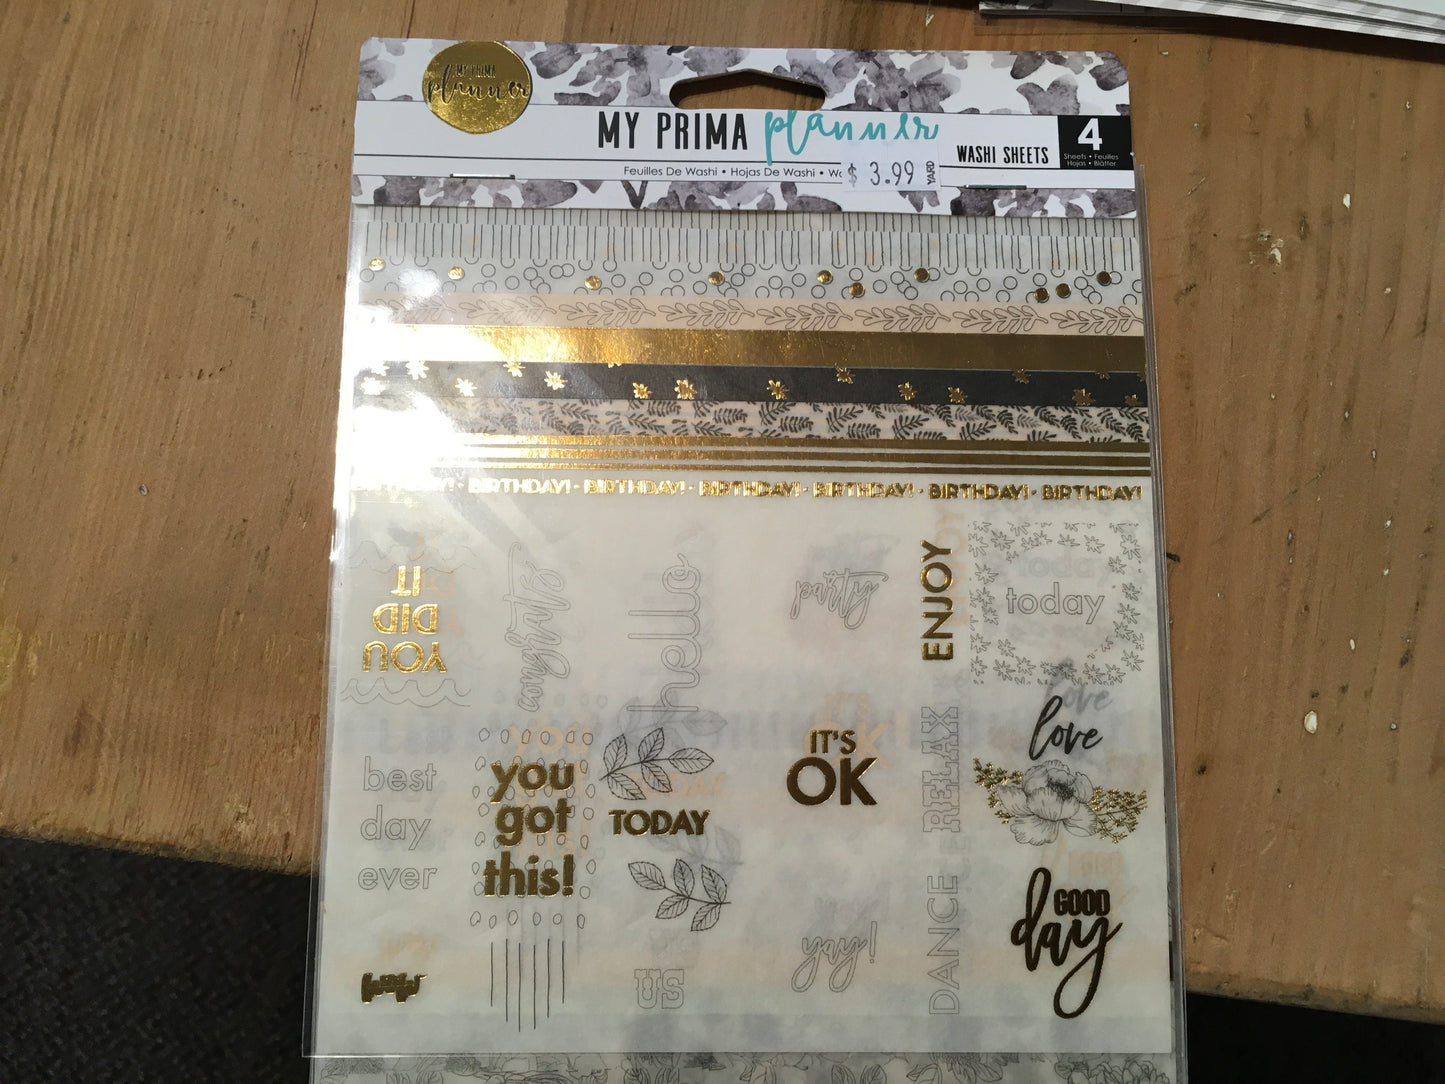 MY PRIMA
planner
MY PRIMA planner
WASHI SHEETS
4
Sheets • Feuilles
Hojas • Blätter
Feuilles De Washi • Hojas De Washi •
$ 3.99 YARD
BIRTHDAY! • BIRTHDAY! • BIRTHDAY! • BIRTHDAY! • BIRTHDAY! • BIRTHDAY!
YOU
DID
IT
congrats
hello
party
ENJOY
today
best
day
ever
you
got
this!
TODAY
IT'S
OK
RELAX
love
DANCE
GOOD
day
US
yay!